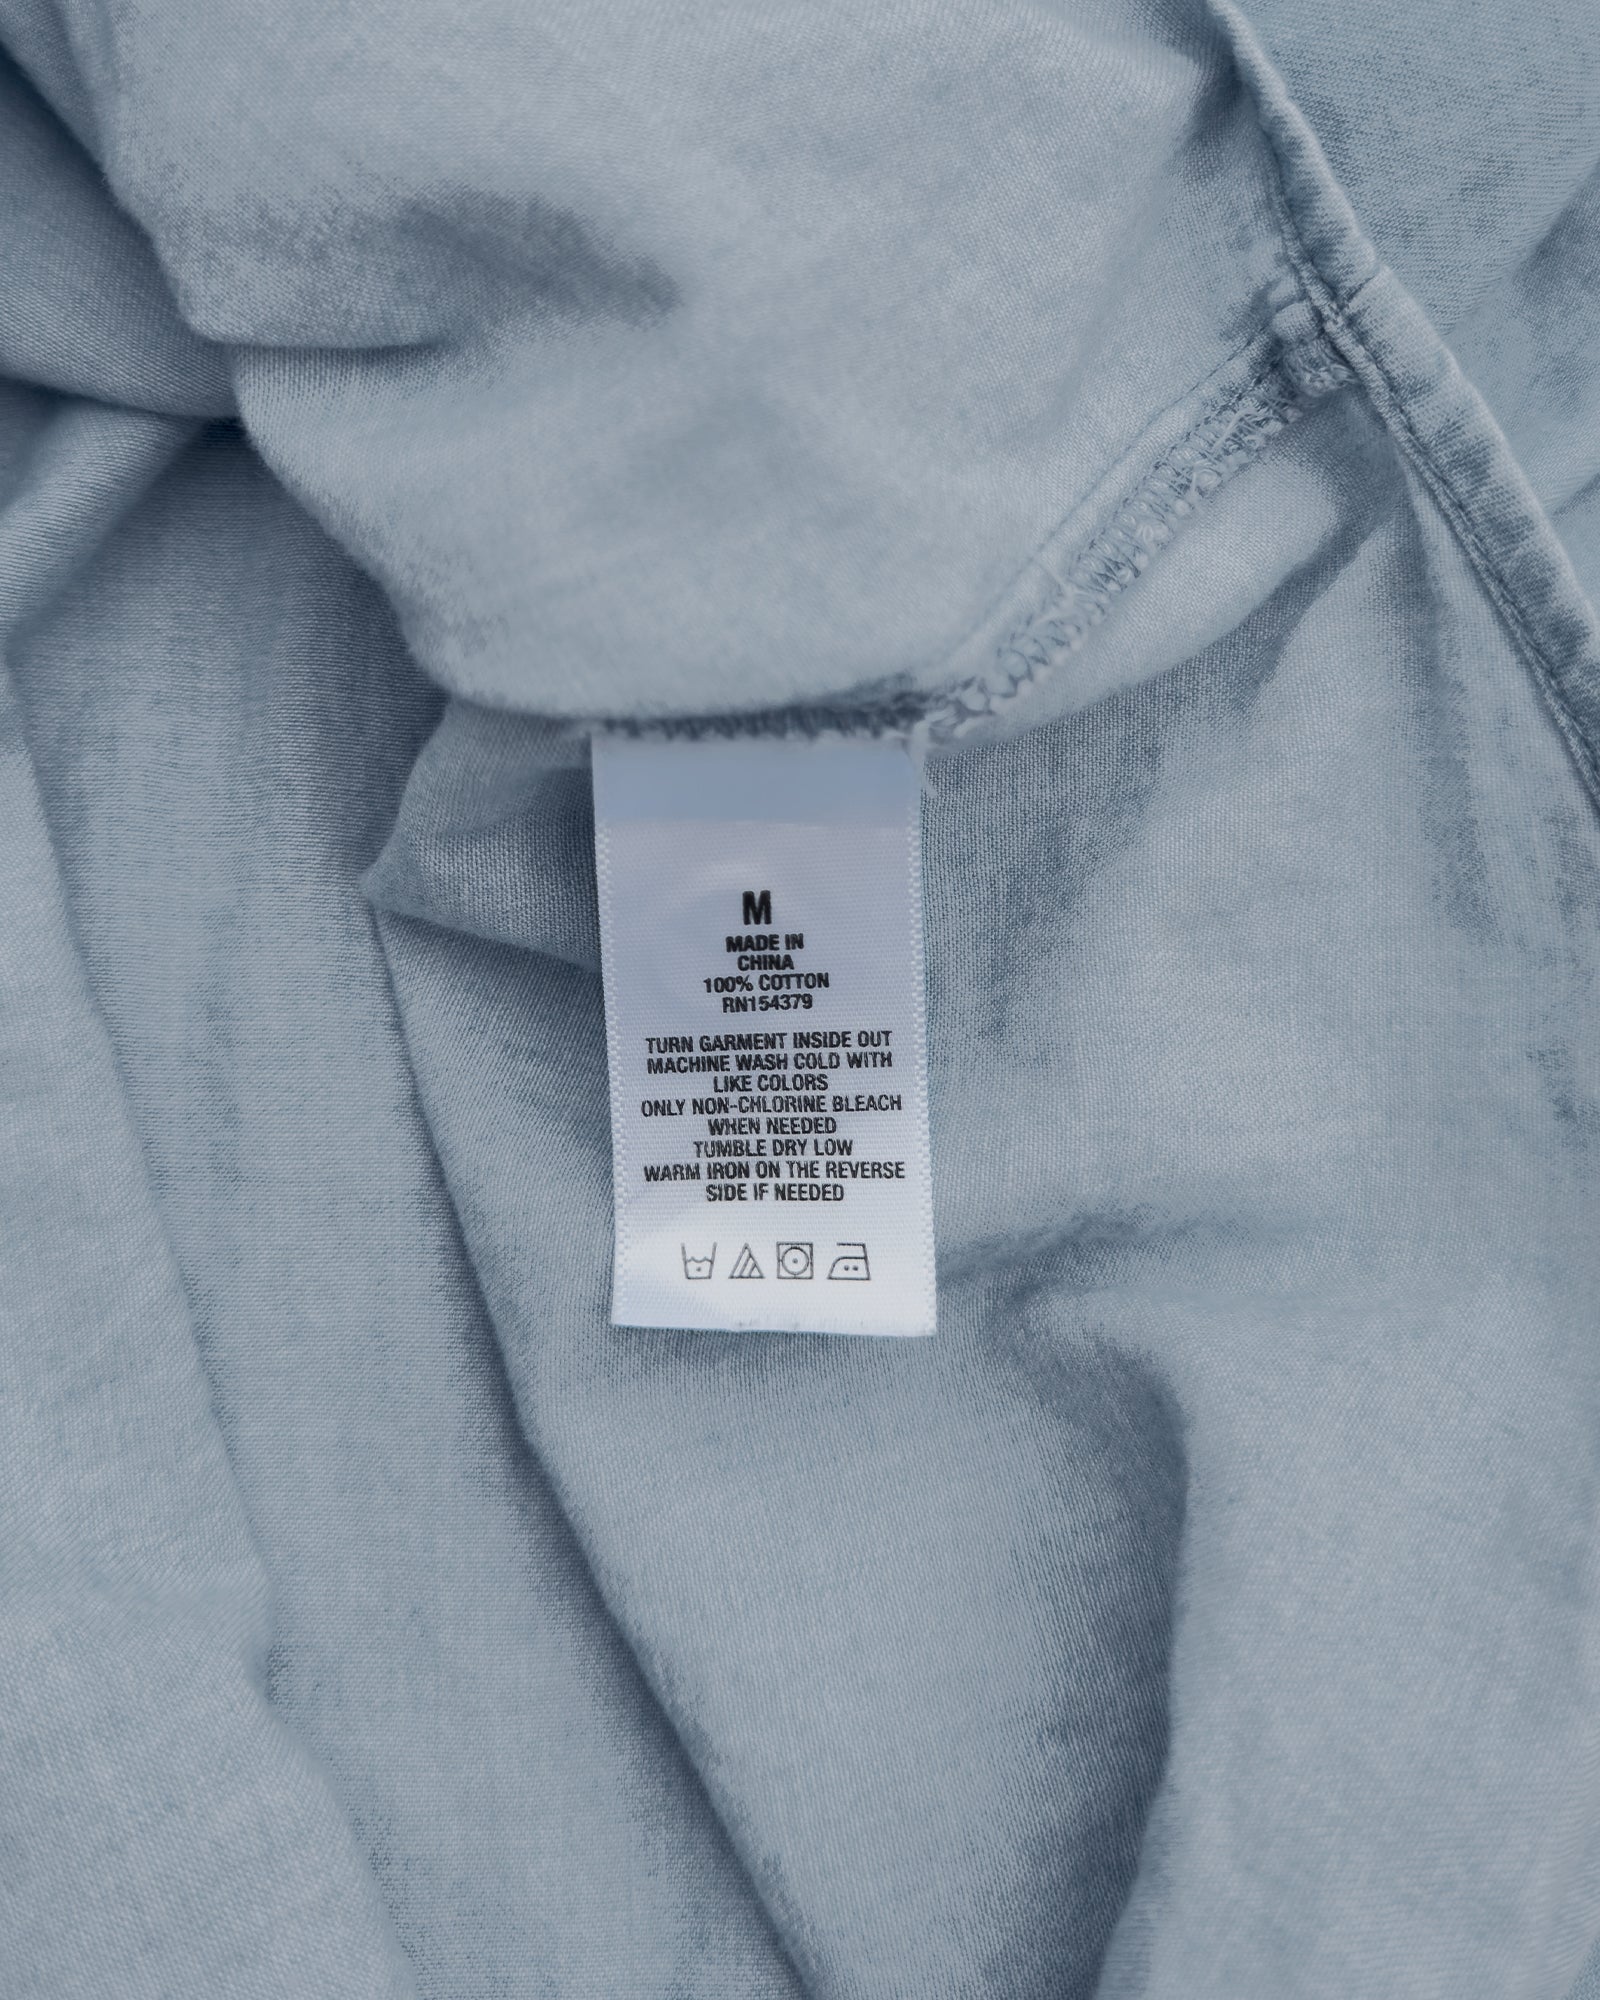 M
MADE IN
CHINA
100% COTTON
RN154379
TURN GARMENT INSIDE OUT
MACHINE WASH COLD WITH
LIKE COLORS
ONLY NON-CHLORINE BLEACH
WHEN NEEDED
TUMBLE DRY LOW
WARM IRON ON THE REVERSE
SIDE IF NEEDED